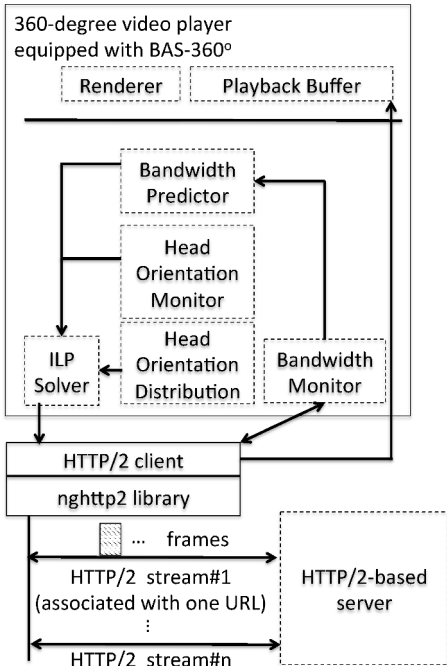 360-degree video player
equipped with BAS-360°
Renderer
Playback Buffer
Bandwidth
Predictor
Head
Orientation
Monitor
Head
Orientation
Distribution
ILP
Solver
Bandwidth
Monitor
HTTP/2 client
nghttp2 library
... frames
HTTP/2 stream#1
(associated with one URL)
⋮
HTTP/2 stream#n
HTTP/2-based
server